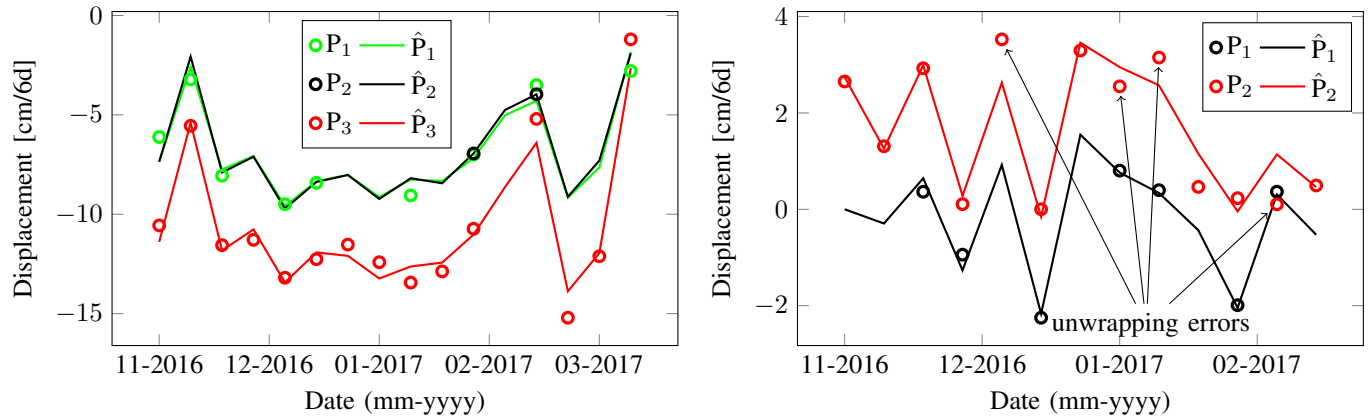 0
−5
−10
−15
Displacement [cm/6d]
P₁ P̂₁
P₂ P̂₂
P₃ P̂₃
11-2016 12-2016 01-2017 02-2017 03-2017
Date (mm-yyyy)
4
2
0
−2
Displacement [cm/6d]
P₁ P̂₁
P₂ P̂₂
unwrapping errors
11-2016 12-2016 01-2017 02-2017
Date (mm-yyyy)